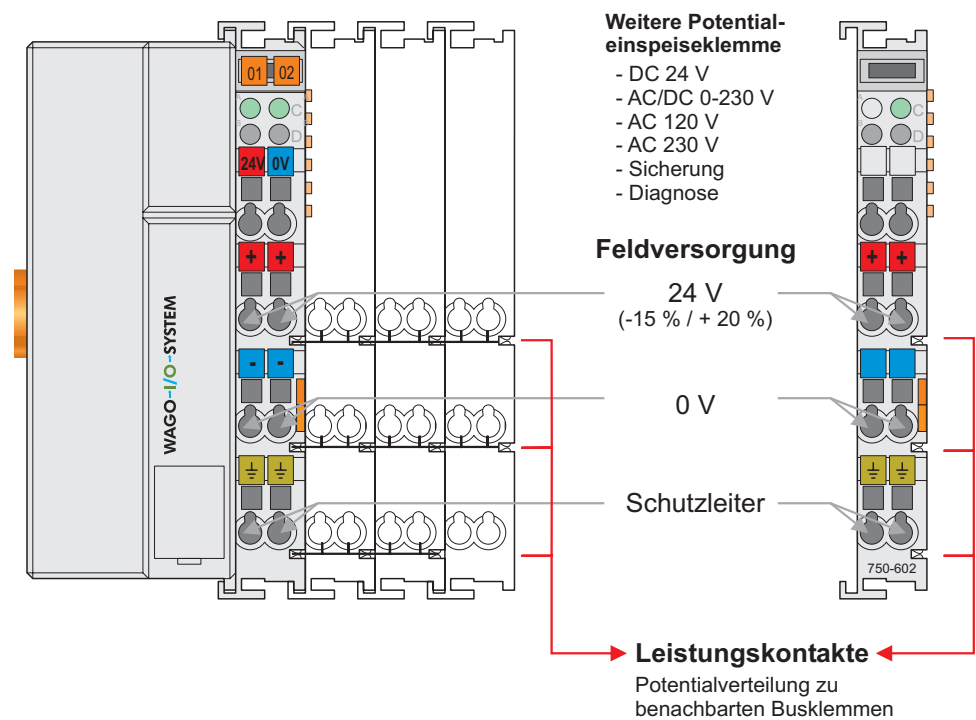 Weitere Potential-
einspeiseklemme
- DC 24 V
- AC/DC 0-230 V
- AC 120 V
- AC 230 V
- Sicherung
- Diagnose
01 02
A C
B D
24V 0V
+ +
- -
WAGO-I/O-SYSTEM
Feldversorgung
24 V
(-15 % / + 20 %)
0 V
Schutzleiter
A C
B D
+ +
750-602
Leistungskontakte
Potentialverteilung zu
benachbarten Busklemmen